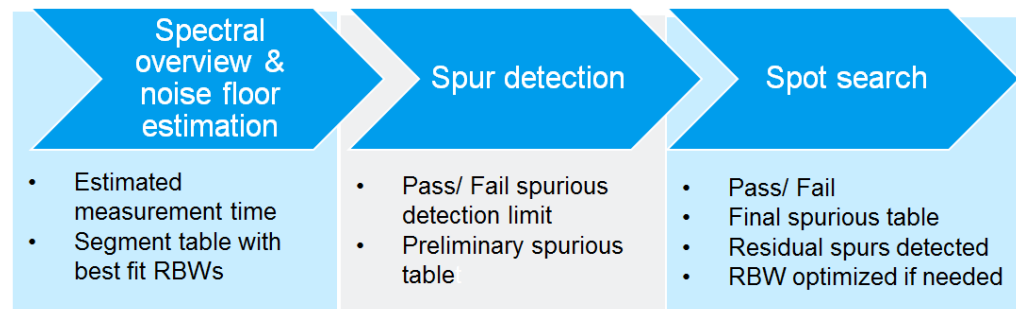 Spectral
overview &
noise floor
estimation
Spur detection
Spot search
• Estimated
measurement time
• Segment table with
best fit RBWs
• Pass/ Fail spurious
detection limit
• Preliminary spurious
table
• Pass/ Fail
• Final spurious table
• Residual spurs detected
• RBW optimized if needed